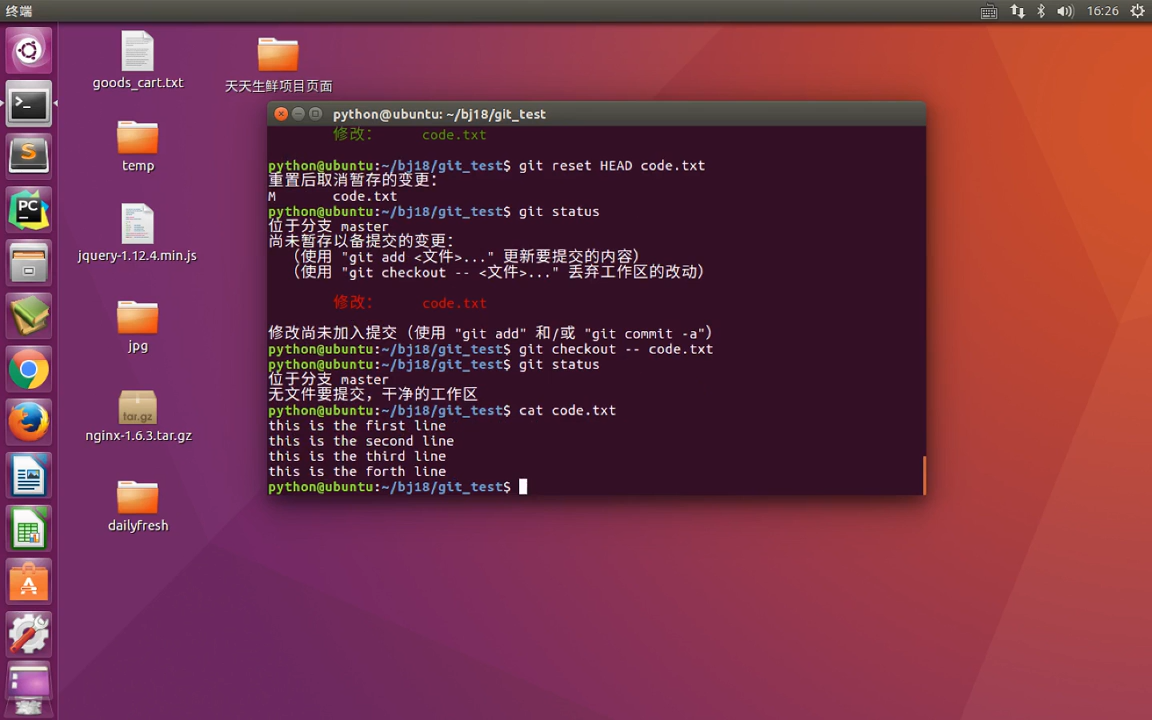 终端
16:26
goods_cart.txt
天天生鲜项目页面
temp
jquery-1.12.4.min.js
jpg
tar.gz
nginx-1.6.3.tar.gz
dailyfresh
python@ubuntu: ~/bj18/git_test
修改:      code.txt
python@ubuntu:~/bj18/git_test$ git reset HEAD code.txt
重置后取消暂存的变更:
M       code.txt
python@ubuntu:~/bj18/git_test$ git status
位于分支 master
尚未暂存以备提交的变更:
（使用 "git add <文件>..." 更新要提交的内容）
（使用 "git checkout -- <文件>..." 丢弃工作区的改动）
修改:      code.txt
修改尚未加入提交（使用 "git add" 和/或 "git commit -a"）
python@ubuntu:~/bj18/git_test$ git checkout -- code.txt
python@ubuntu:~/bj18/git_test$ git status
位于分支 master
无文件要提交，干净的工作区
python@ubuntu:~/bj18/git_test$ cat code.txt
this is the first line
this is the second line
this is the third line
this is the forth line
python@ubuntu:~/bj18/git_test$